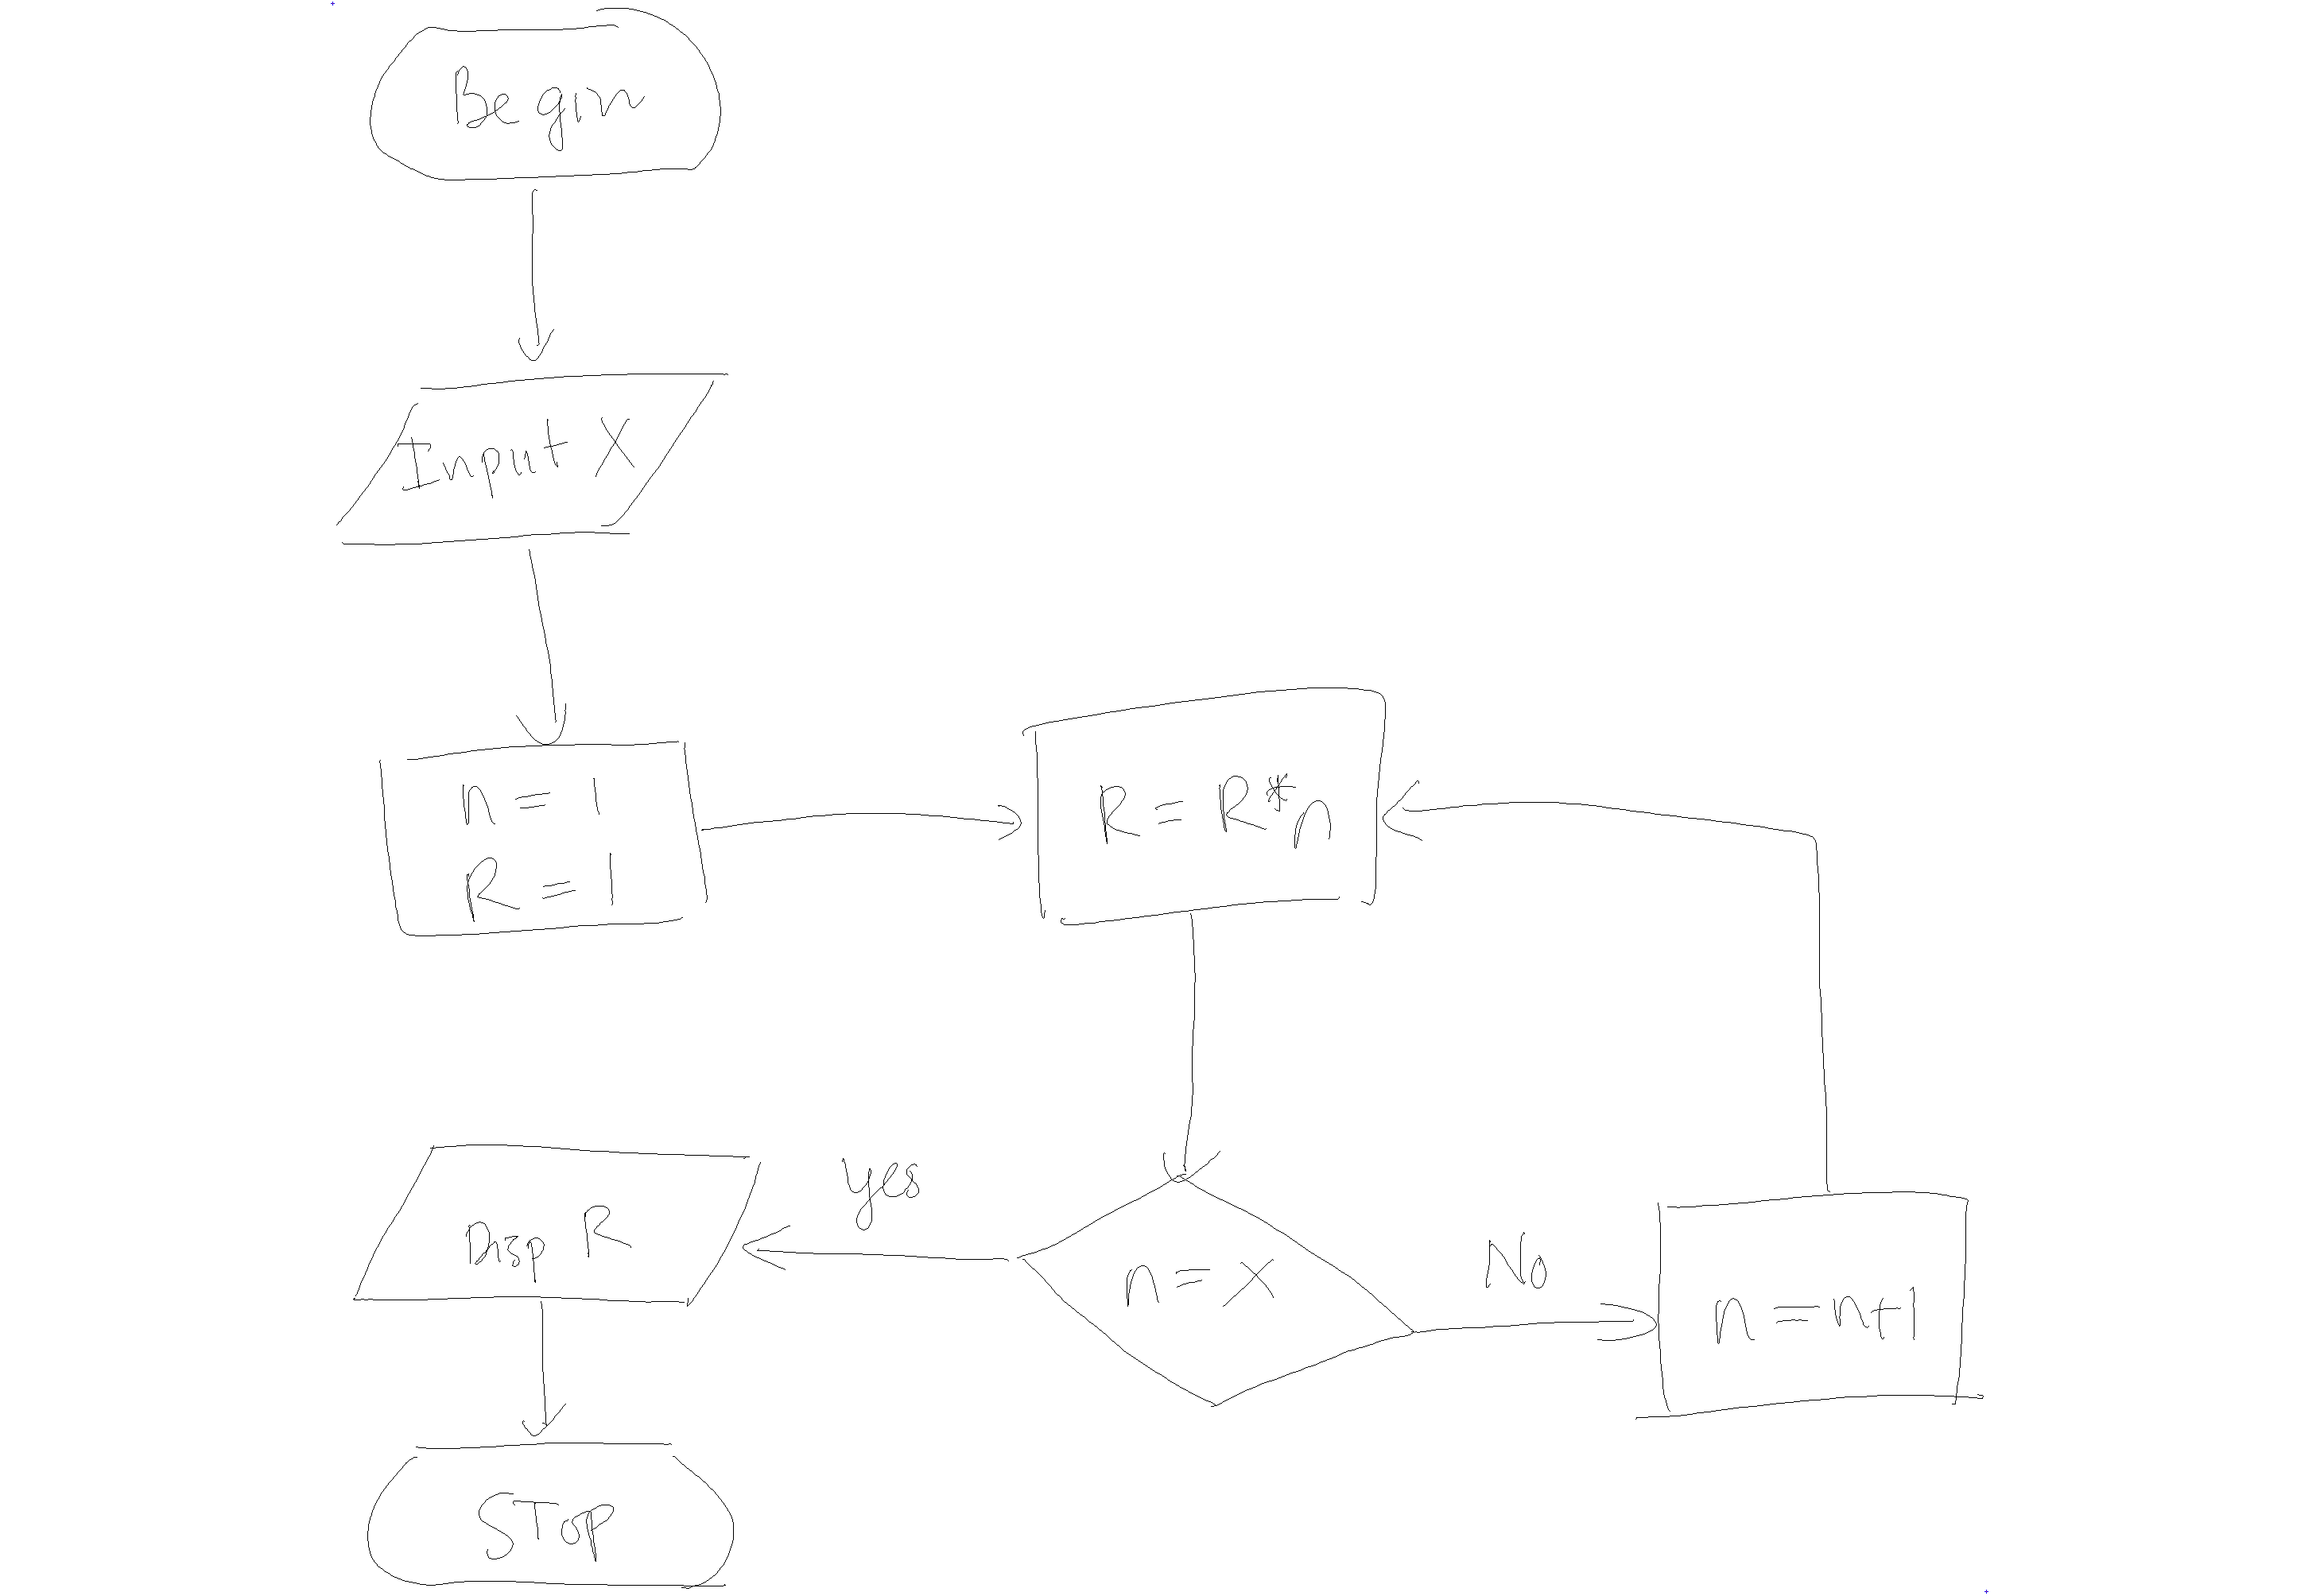 Begin
Input X
n = 1
R = 1
R = R*n
n = x
Yes
No
n = n+1
Disp R
STOP